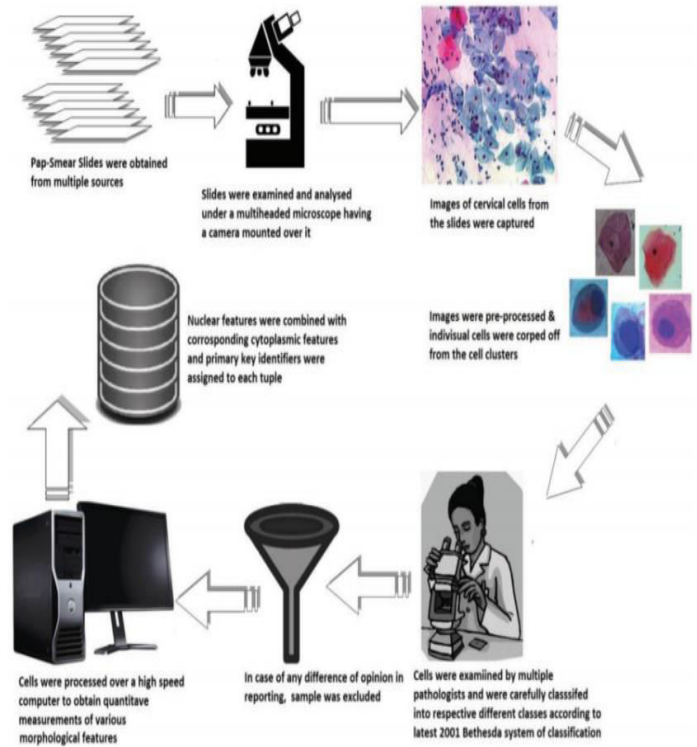 Pap-Smear Slides were obtained
from multiple sources
Slides were examined and analysed
under a multiheaded microscope having
a camera mounted over it
Images of cervical cells from
the slides were captured
Images were pre-processed &
indivisual cells were corped off
from the cell clusters
Cells were examiined by multiple
pathologists and were carefully classsifed
into respective different classes according to
latest 2001 Bethesda system of classification
In case of any difference of opinion in
reporting, sample was excluded
Cells were processed over a high speed
computer to obtain quantitave
measurements of various
morphological features
Nuclear features were combined with
corrosponding cytoplasmic features
and primary key identifiers were
assigned to each tuple